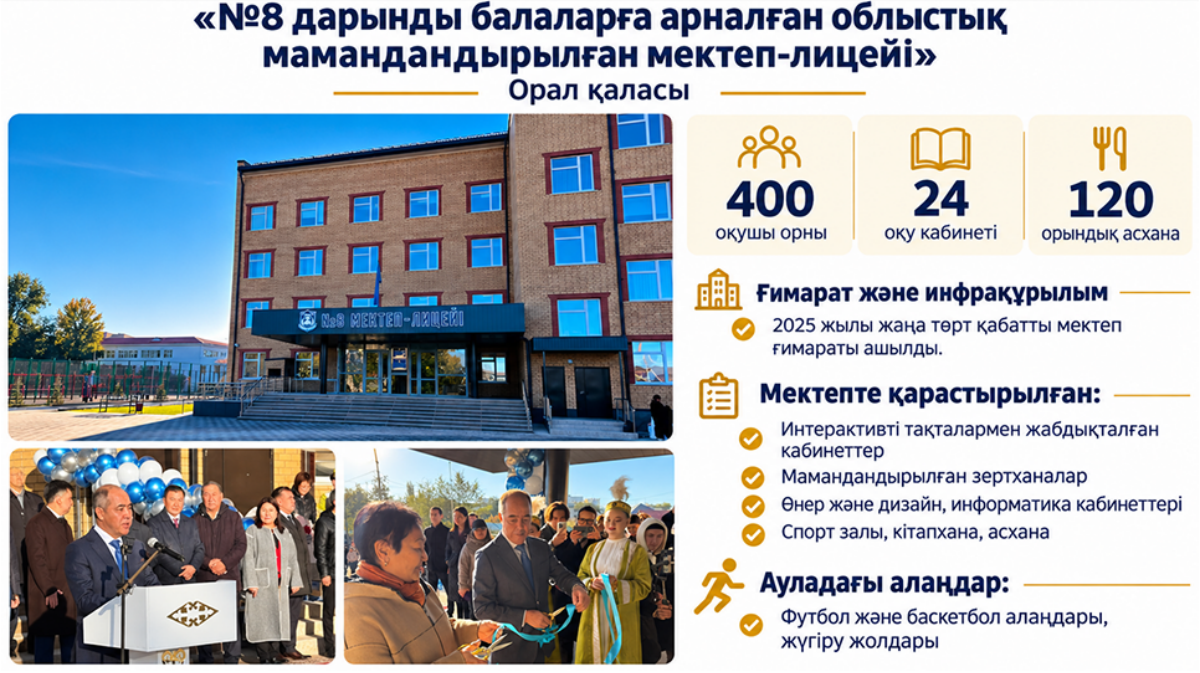 «№8 дарынды балаларға арналған облыстық
мамандандырылған мектеп-лицейі»
Орал қаласы
№8 МЕКТЕП-ЛИЦЕЙІ
400
оқушы орны
24
оқу кабинеті
120
орындық асхана
Ғимарат және инфрақұрылым
2025 жылы жаңа төрт қабатты мектеп
ғимараты ашылды.
Мектепте қарастырылған:
Интерактивті тақталармен жабдықталған
кабинеттер
Мамандандырылған зертханалар
Өнер және дизайн, информатика кабинеттері
Спорт залы, кітапхана, асхана
Ауладағы алаңдар:
Футбол және баскетбол алаңдары,
жүгіру жолдары